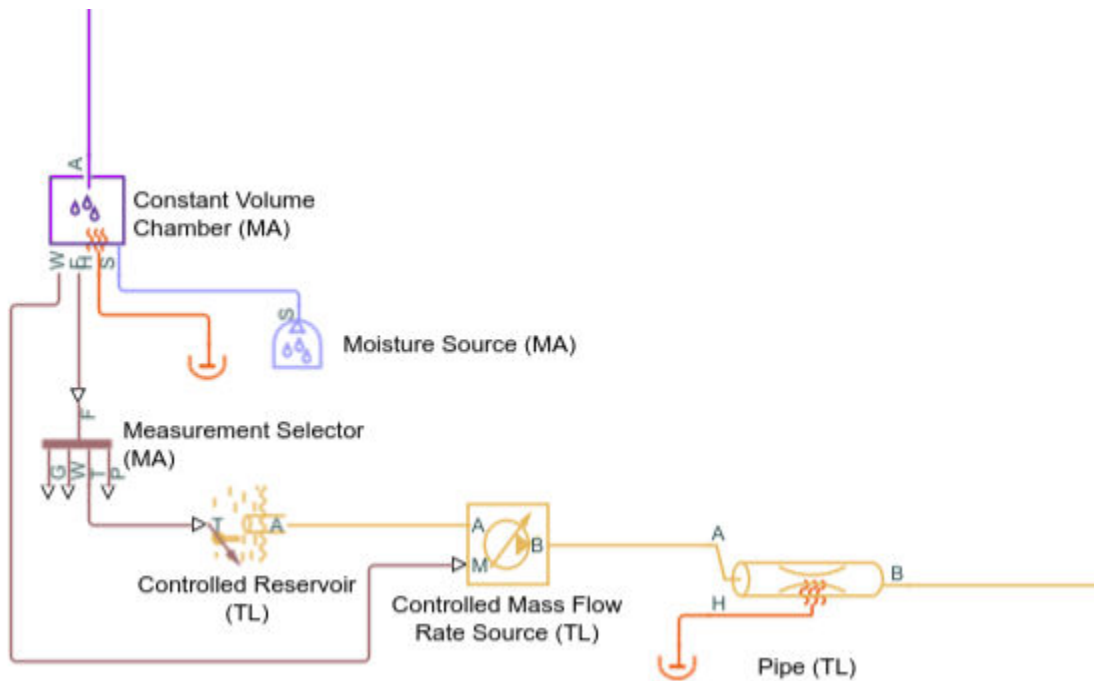 A
Constant Volume
Chamber (MA)
W
F
H
S
S
Moisture Source (MA)
F
Measurement Selector
(MA)
G
W
T
P
T
A
A
B
M
Controlled Reservoir
(TL)
Controlled Mass Flow
Rate Source (TL)
A
B
H
Pipe (TL)